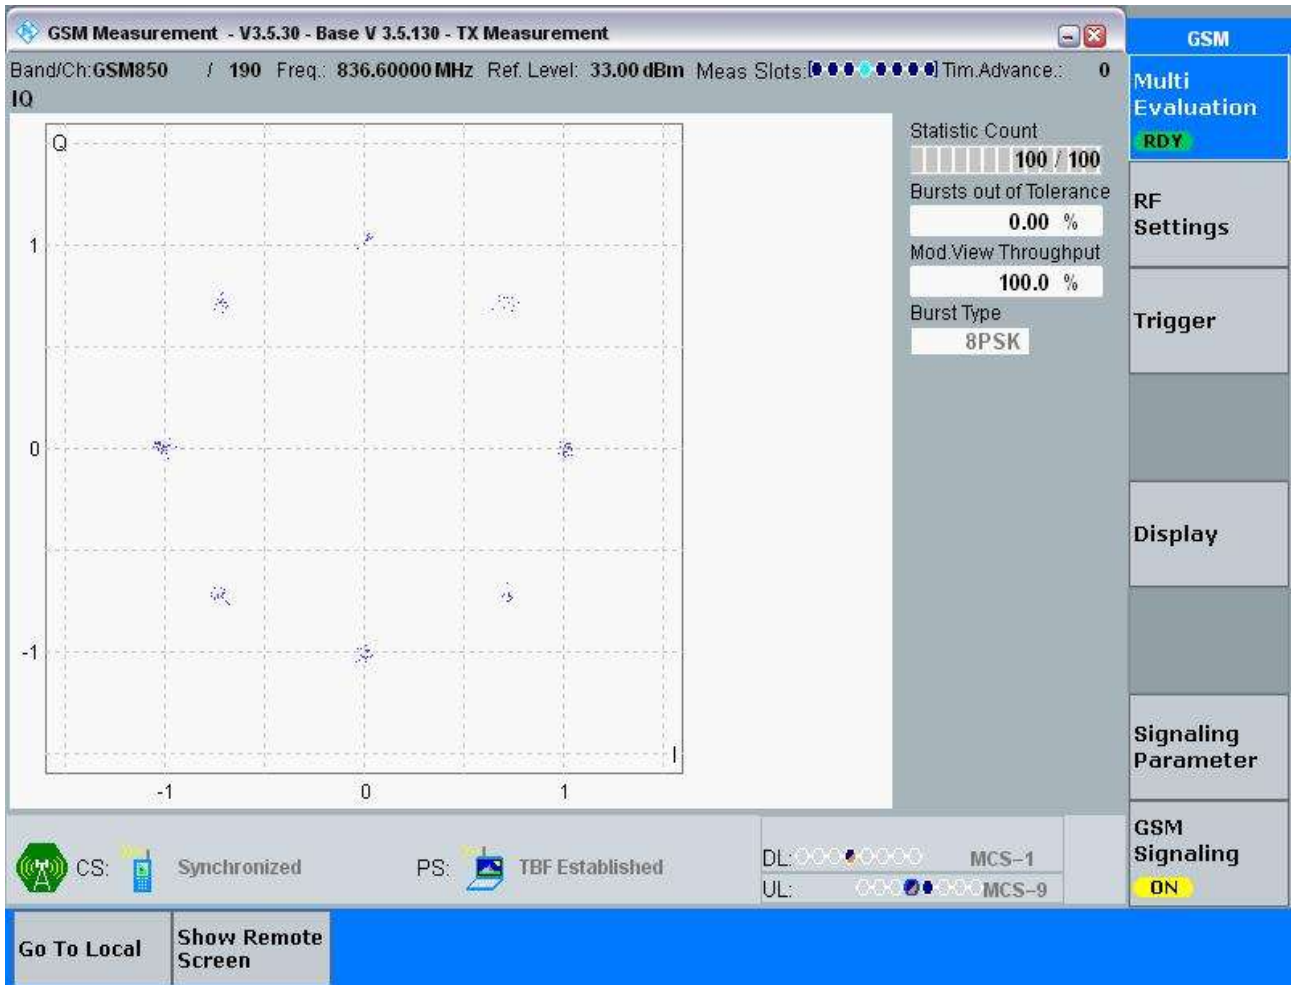 GSM Measurement - V3.5.30 - Base V 3.5.130 - TX Measurement
GSM
Band/Ch:GSM850 / 190 Freq.: 836.60000 MHz Ref. Level: 33.00 dBm Meas Slots: Tim.Advance.: 0
IQ
Multi
Evaluation
RDY
Q
1
0
-1
-1 0 1
I
Statistic Count
100 / 100
Bursts out of Tolerance
0.00 %
Mod.View Throughput
100.0 %
Burst Type
8PSK
RF
Settings
Trigger
Display
Signaling
Parameter
GSM
Signaling
ON
CS: Synchronized PS: TBF Established
DL: MCS-1
UL: MCS-9
Go To Local
Show Remote
Screen